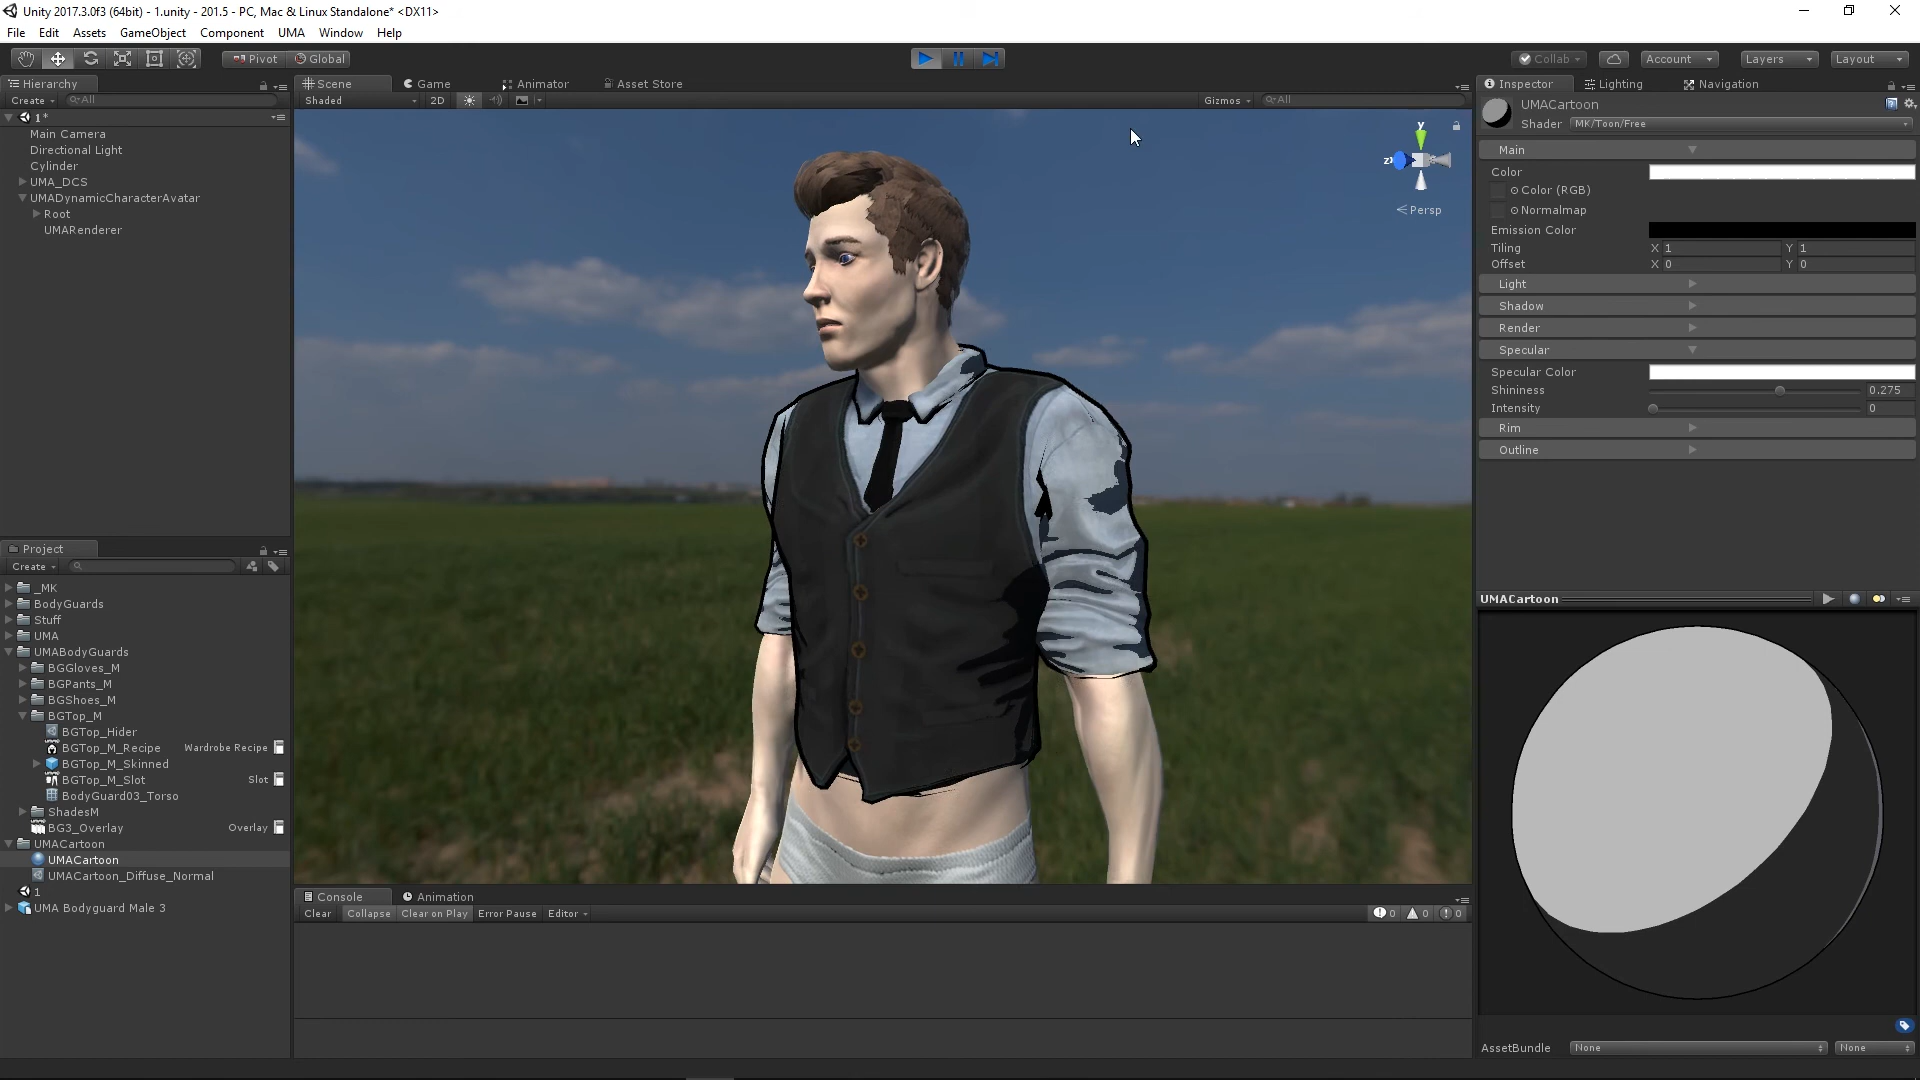 Unity 2017.3.0f3 (64bit) - 1.unity - 201.5 - PC, Mac & Linux Standalone* <DX11>
File Edit Assets GameObject Component UMA Window Help
Pivot Global Collab Account Layers Layout
Hierarchy
Create All
1*
Main Camera
Directional Light
Cylinder
UMA_DCS
UMADynamicCharacterAvatar
Root
UMARenderer
Project
Create
_MK
BodyGuards
Stuff
UMA
UMABodyGuards
BGGloves_M
BGPants_M
BGShoes_M
BGTop_M
BGTop_Hider
BGTop_M_Recipe Wardrobe Recipe
BGTop_M_Skinned
BGTop_M_Slot Slot
BodyGuard03_Torso
ShadesM
BG3_Overlay Overlay
UMACartoon
UMACartoon
UMACartoon_Diffuse_Normal
1
UMA Bodyguard Male 3
Scene Game Animator Asset Store
Shaded 2D Gizmos All
y
z
Persp
Console Animation
Clear Collapse Clear on Play Error Pause Editor 0 0 0
Inspector Lighting Navigation
UMACartoon
Shader MK/Toon/Free
Main
Color
Color (RGB)
Normalmap
Emission Color
Tiling X 1 Y 1
Offset X 0 Y 0
Light
Shadow
Render
Specular
Specular Color
Shininess 0.275
Intensity 0
Rim
Outline
UMACartoon
AssetBundle None None